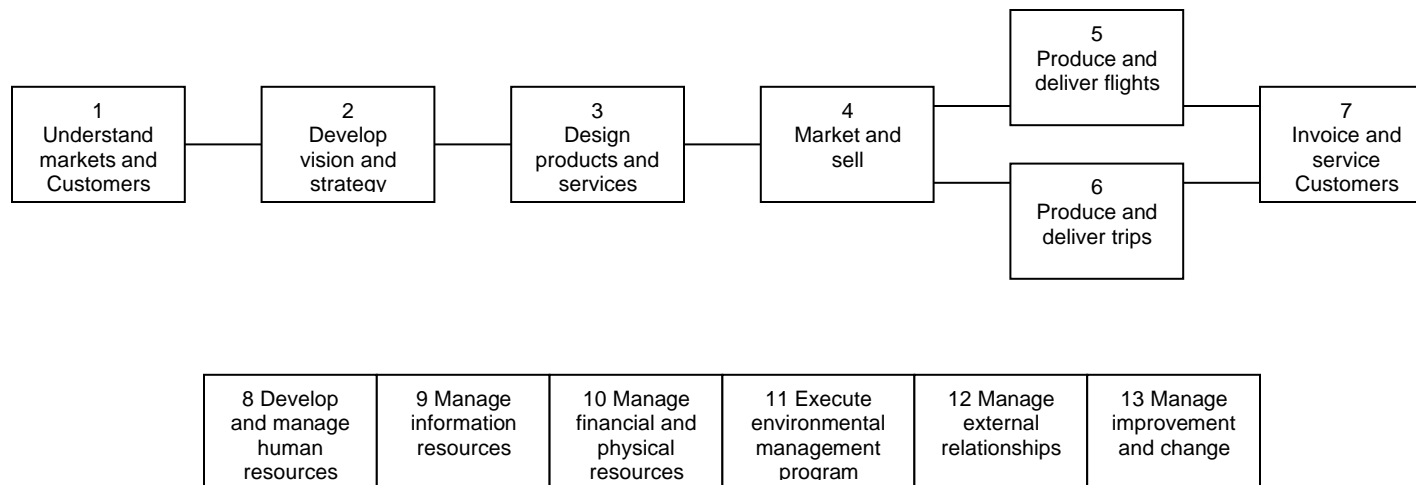 1
Understand
markets and
Customers
2
Develop
vision and
strategy
3
Design
products and
services
4
Market and
sell
5
Produce and
deliver flights
6
Produce and
deliver trips
7
Invoice and
service
Customers
8 Develop
and manage
human
resources
9 Manage
information
resources
10 Manage
financial and
physical
resources
11 Execute
environmental
management
program
12 Manage
external
relationships
13 Manage
improvement
and change